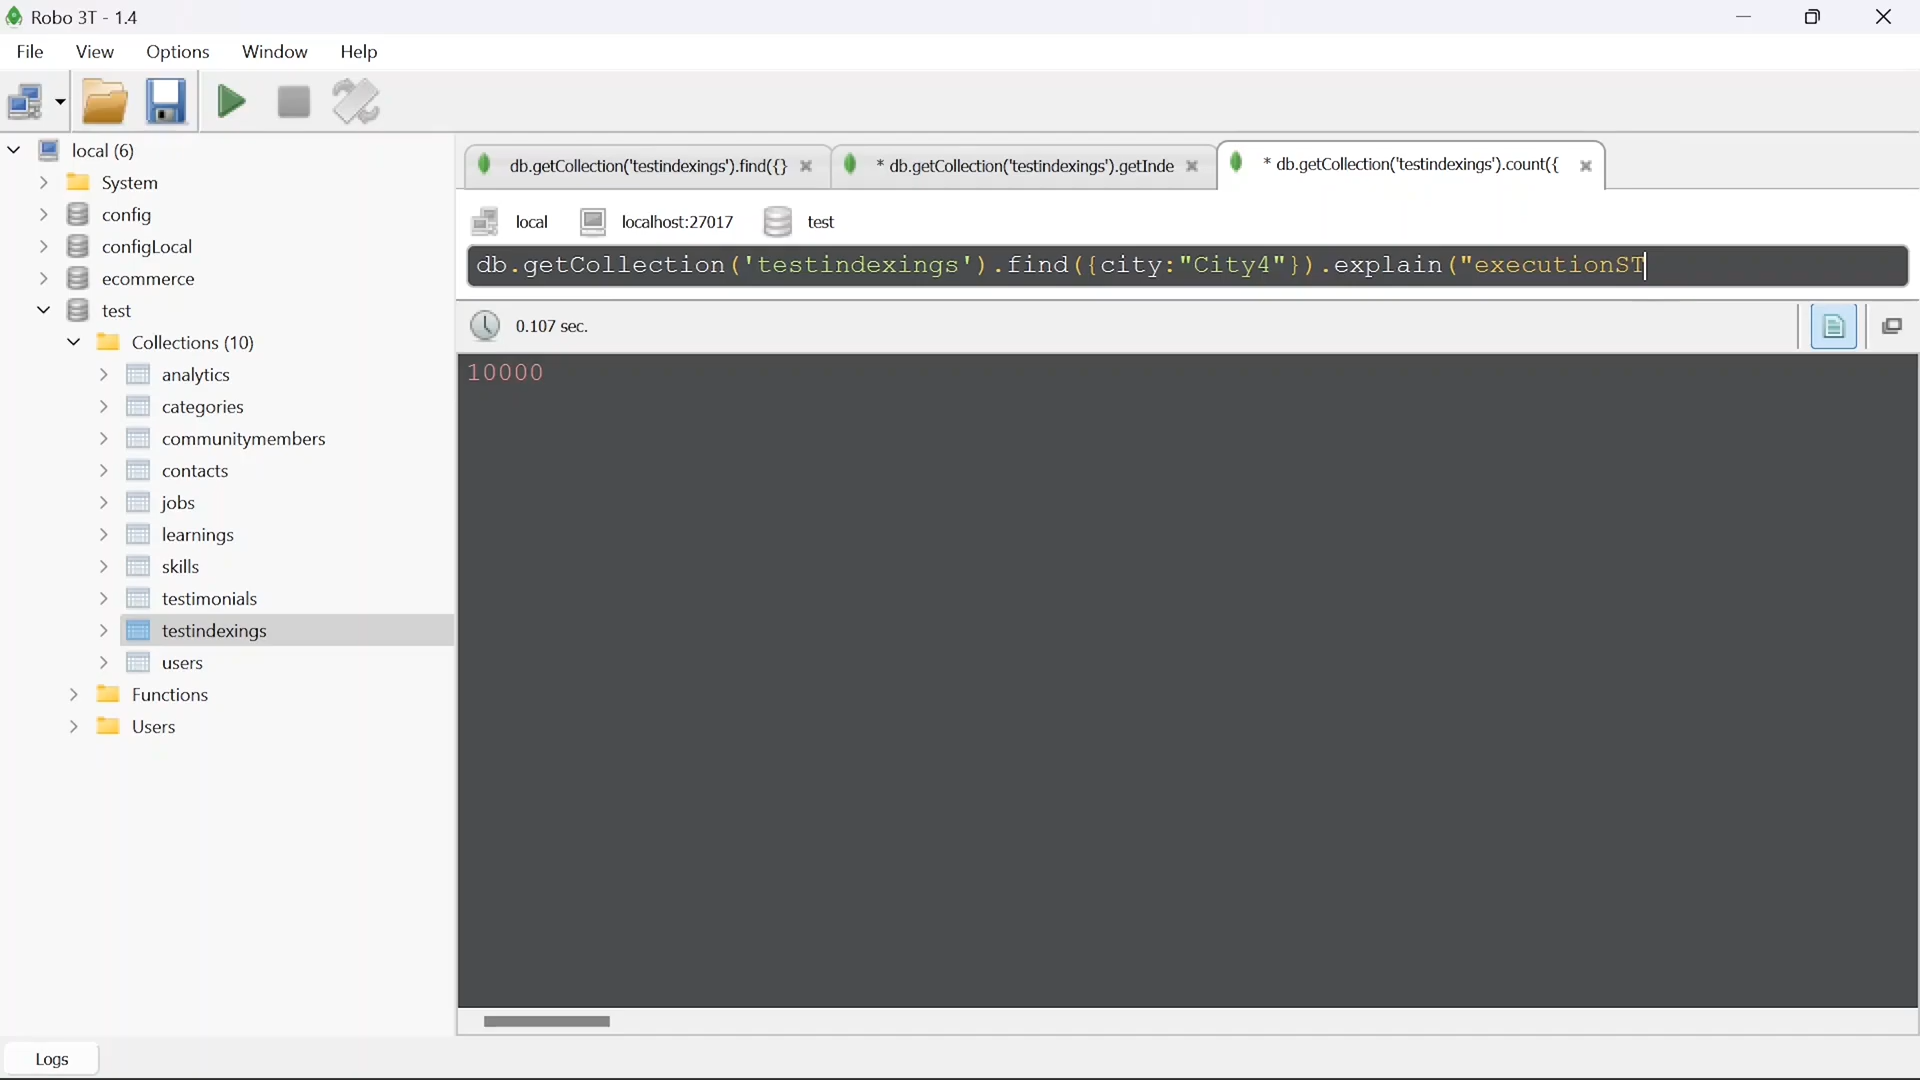 Robo 3T - 1.4
File View Options Window Help
local (6)
System
config
configLocal
ecommerce
test
Collections (10)
analytics
categories
communitymembers
contacts
jobs
learnings
skills
testimonials
testindexings
users
Functions
Users
db.getCollection('testindexings').find({} * db.getCollection('testindexings').getInde * db.getCollection('testindexings').count({
local localhost:27017 test
db.getCollection('testindexings').find({city:"City4"}).explain("executionST
0.107 sec.
10000
Logs